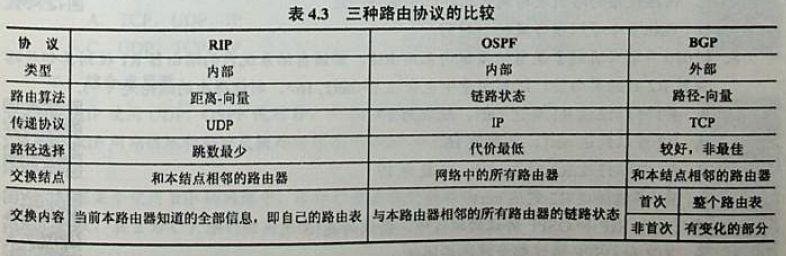 表 4.3 三种路由协议的比较
协 议 RIP OSPF BGP
类型 内部 内部 外部
路由算法 距离-向量 链路状态 路径-向量
传递协议 UDP IP TCP
路径选择 跳数最少 代价最低 较好，非最佳
交换结点 和本结点相邻的路由器 网络中的所有路由器 和本结点相邻的路由器
交换内容 当前本路由器知道的全部信息，即自己的路由表 与本路由器相邻的所有路由器的链路状态 首次 整个路由表
非首次 有变化的部分